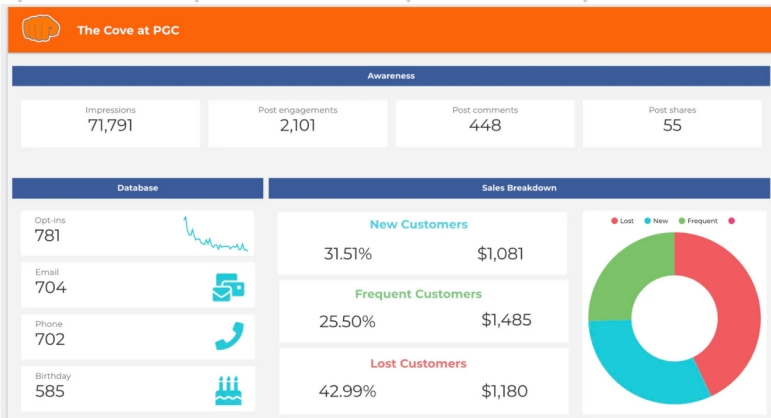 The Cove at PGC
Awareness
Impressions
71,791
Post engagements
2,101
Post comments
448
Post shares
55
Database
Opt-ins
781
Email
704
Phone
702
Birthday
585
Sales Breakdown
New Customers
31.51% $1,081
Frequent Customers
25.50% $1,485
Lost Customers
42.99% $1,180
Lost New Frequent